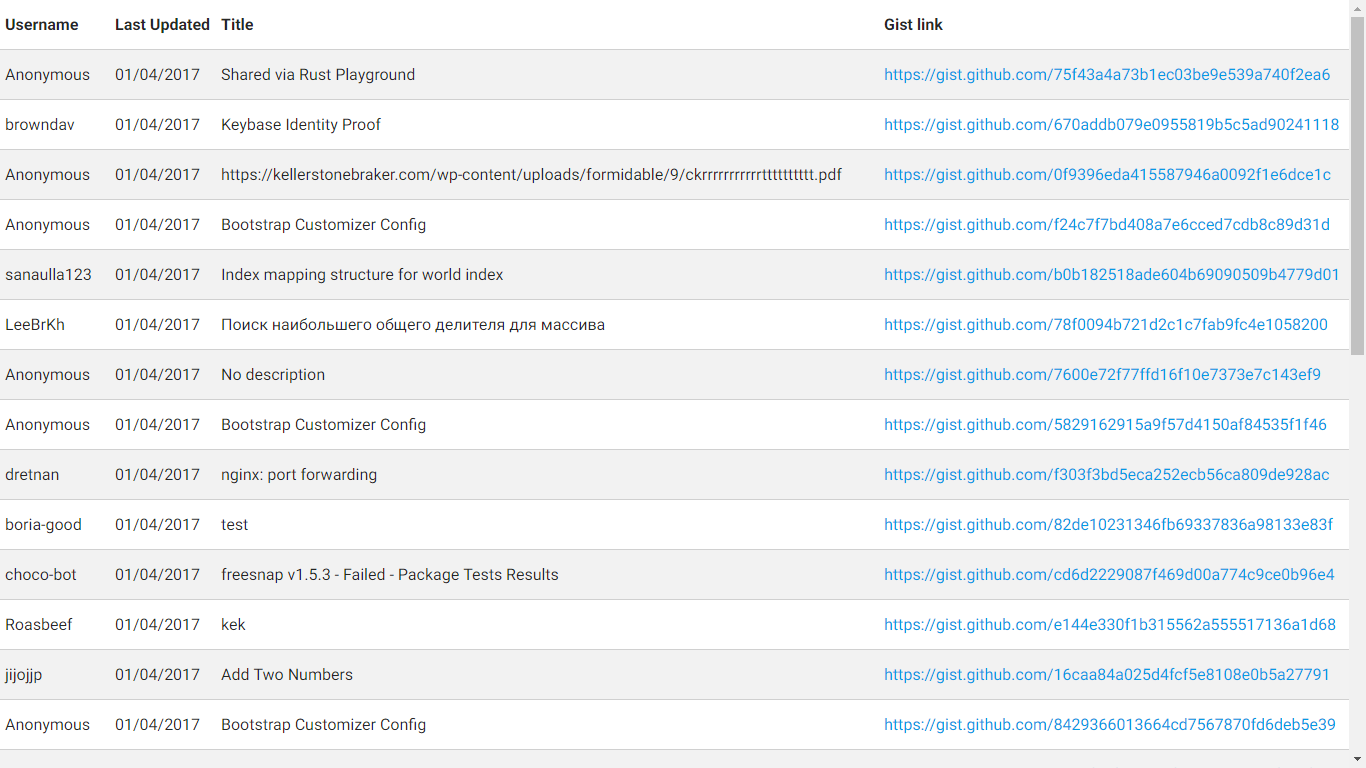 Username Last Updated Title Gist link
Anonymous 01/04/2017 Shared via Rust Playground https://gist.github.com/75f43a4a73b1ec03be9e539a740f2ea6
browndav 01/04/2017 Keybase Identity Proof https://gist.github.com/670addb079e0955819b5c5ad90241118
Anonymous 01/04/2017 https://kellerstonebraker.com/wp-content/uploads/formidable/9/ckrrrrrrrrrrrtttttttttt.pdf https://gist.github.com/0f9396eda415587946a0092f1e6dce1c
Anonymous 01/04/2017 Bootstrap Customizer Config https://gist.github.com/f24c7f7bd408a7e6cced7cdb8c89d31d
sanaulla123 01/04/2017 Index mapping structure for world index https://gist.github.com/b0b182518ade604b69090509b4779d01
LeeBrKh 01/04/2017 Поиск наибольшего общего делителя для массива https://gist.github.com/78f0094b721d2c1c7fab9fc4e1058200
Anonymous 01/04/2017 No description https://gist.github.com/7600e72f77ffd16f10e7373e7c143ef9
Anonymous 01/04/2017 Bootstrap Customizer Config https://gist.github.com/5829162915a9f57d4150af84535f1f46
dretnan 01/04/2017 nginx: port forwarding https://gist.github.com/f303f3bd5eca252ecb56ca809de928ac
boria-good 01/04/2017 test https://gist.github.com/82de10231346fb69337836a98133e83f
choco-bot 01/04/2017 freesnap v1.5.3 - Failed - Package Tests Results https://gist.github.com/cd6d2229087f469d00a774c9ce0b96e4
Roasbeef 01/04/2017 kek https://gist.github.com/e144e330f1b315562a555517136a1d68
jijojjp 01/04/2017 Add Two Numbers https://gist.github.com/16caa84a025d4fcf5e8108e0b5a27791
Anonymous 01/04/2017 Bootstrap Customizer Config https://gist.github.com/8429366013664cd7567870fd6deb5e39